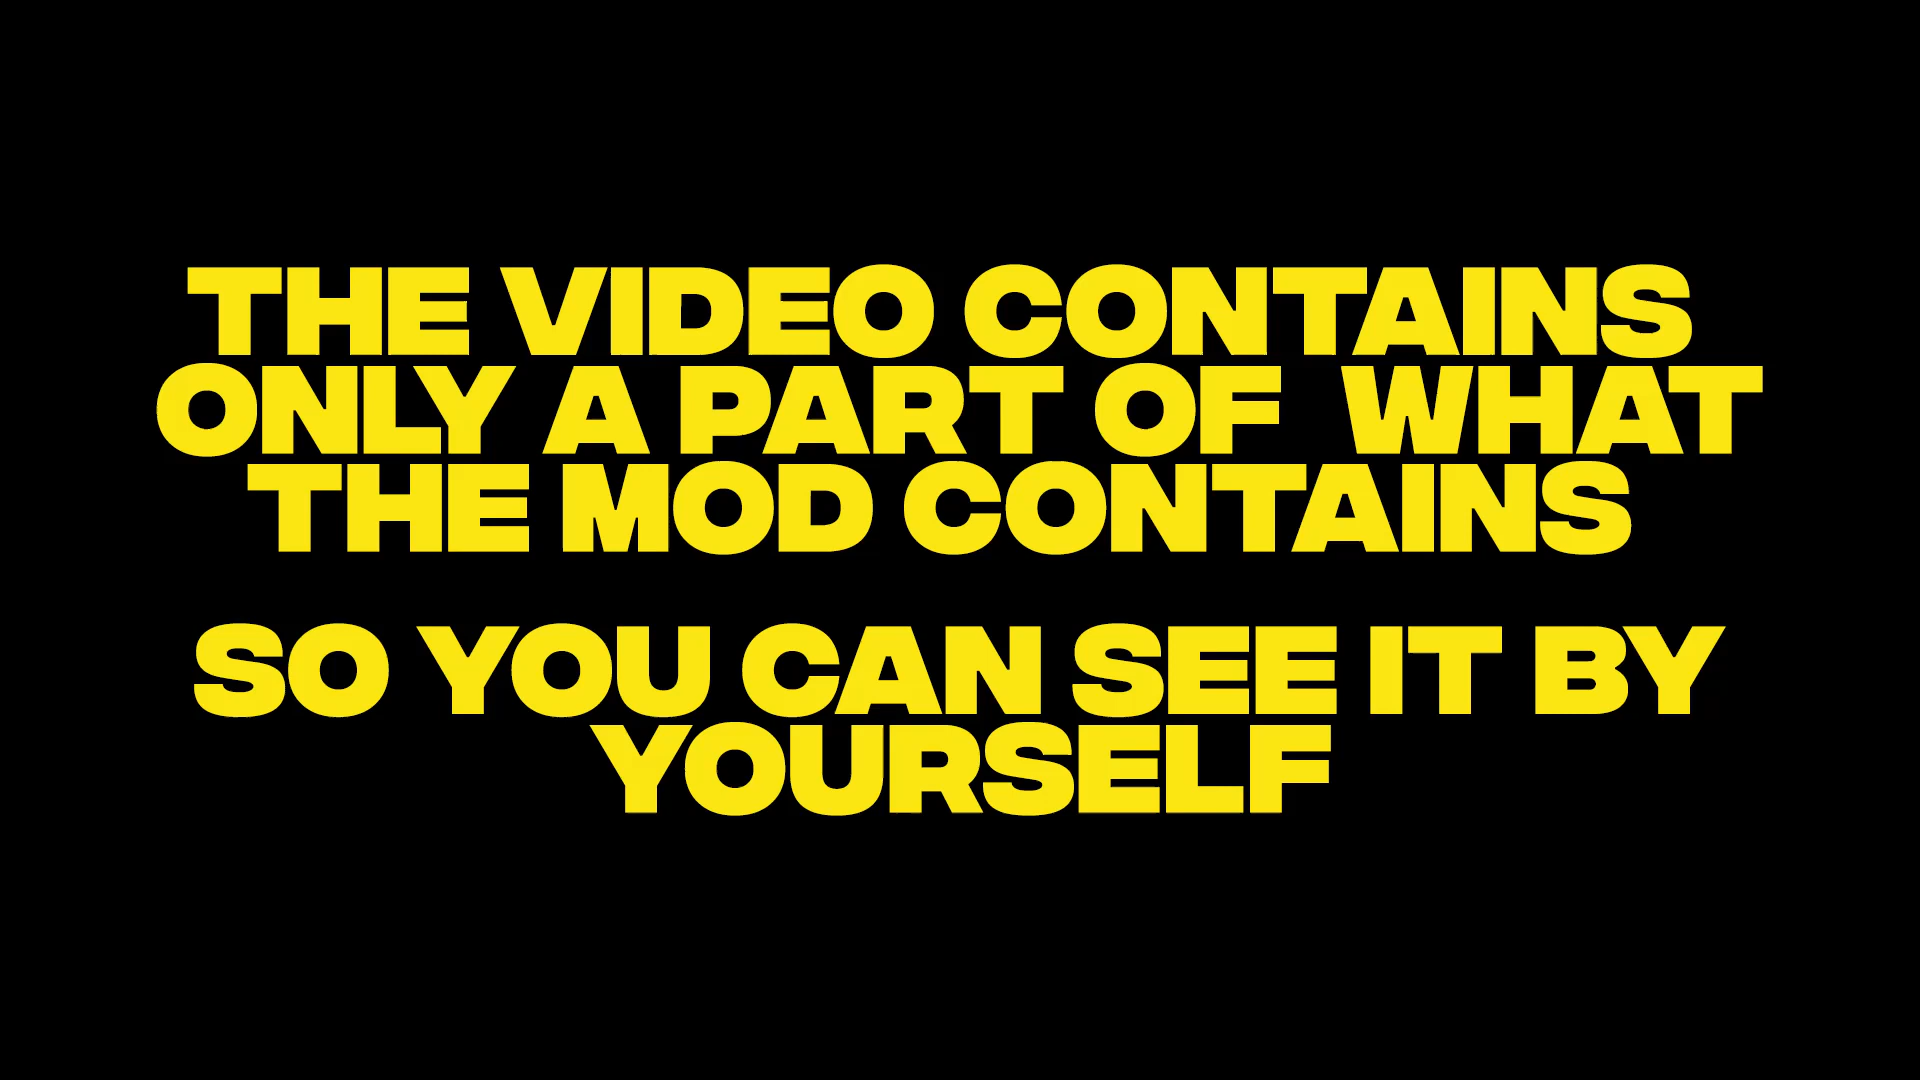 THE VIDEO CONTAINS
ONLY A PART OF WHAT
THE MOD CONTAINS
SO YOU CAN SEE IT BY
YOURSELF